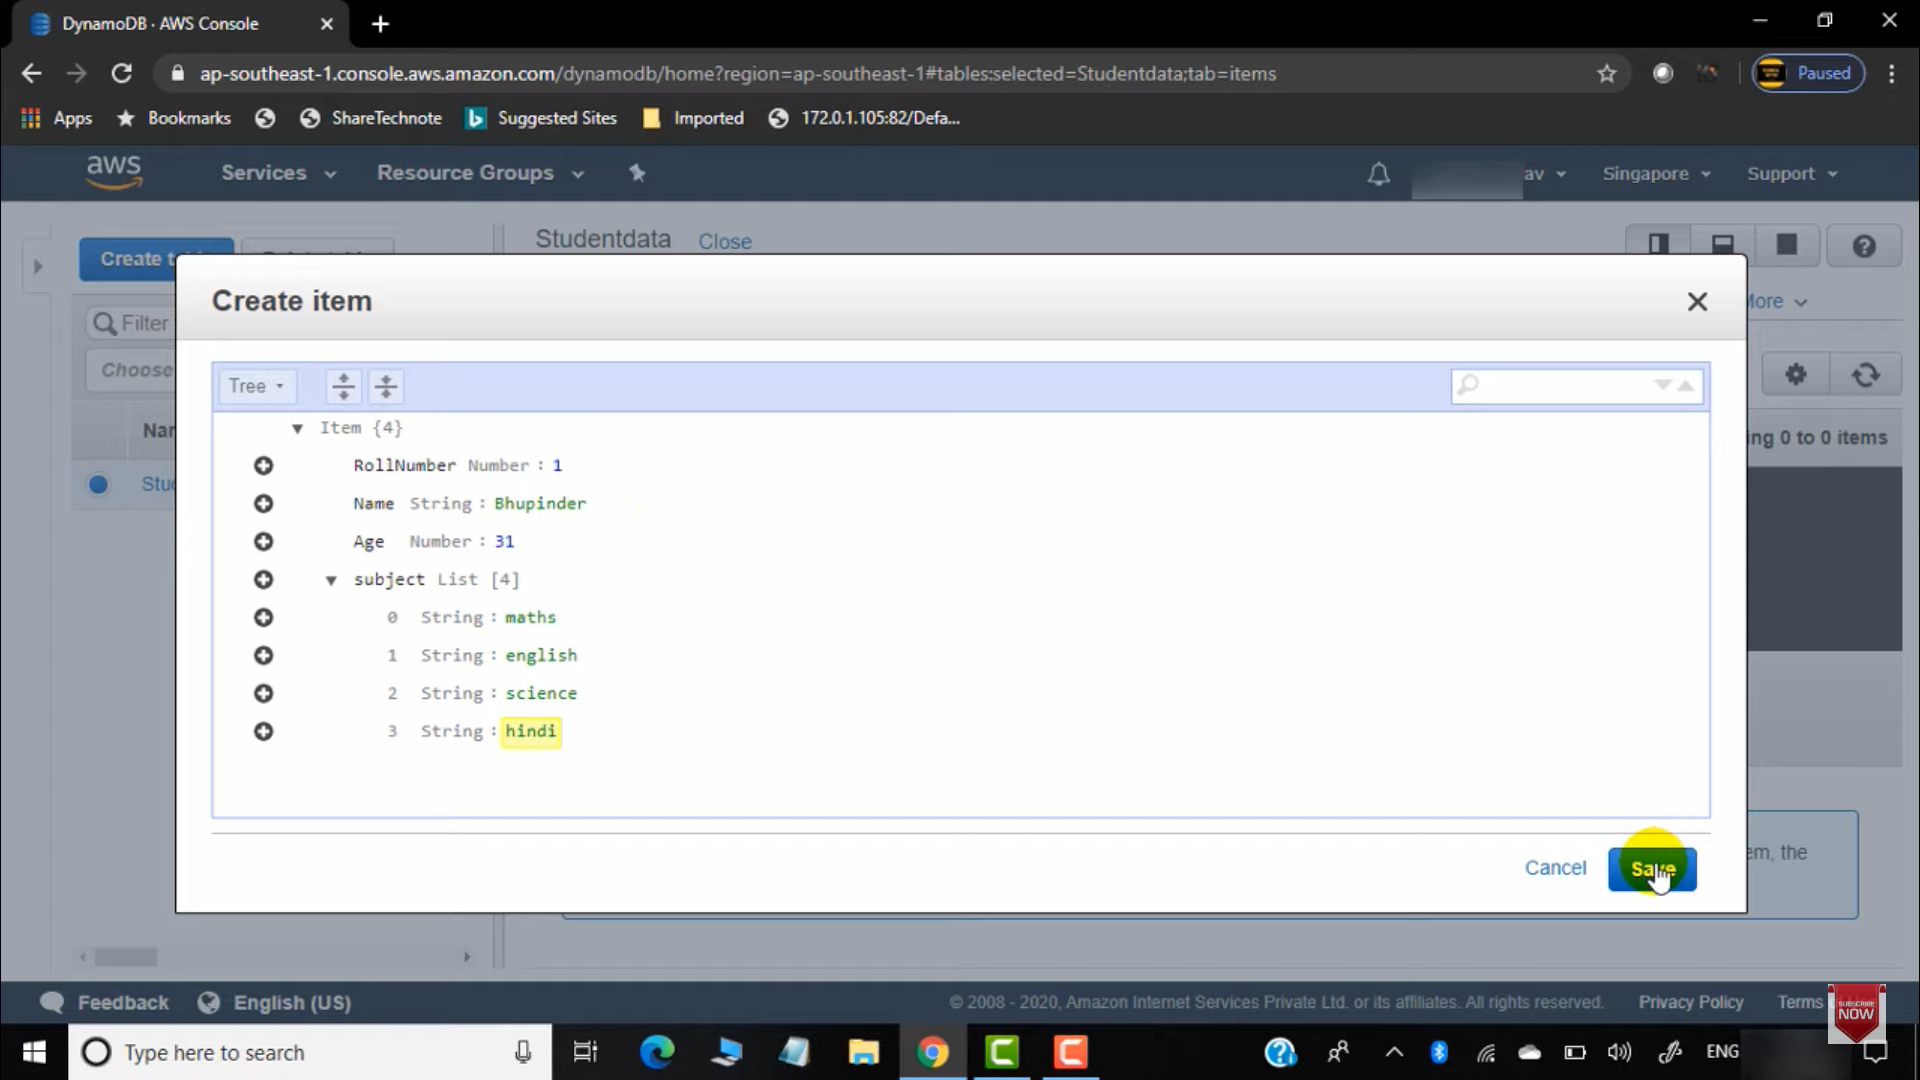 DynamoDB · AWS Console
ap-southeast-1.console.aws.amazon.com/dynamodb/home?region=ap-southeast-1#tables:selected=Studentdata;tab=items
Paused
Apps
Bookmarks
ShareTechnote
Suggested Sites
Imported
172.0.1.105:82/Defa...
aws
Services
Resource Groups
av
Singapore
Support
Create t
Studentdata
Close
More
Create item
Filter
Choose
Tree
Nar
ing 0 to 0 items
Stu
Item {4}
RollNumber Number : 1
Name String : Bhupinder
Age Number : 31
subject List [4]
0 String : maths
1 String : english
2 String : science
3 String : hindi
em, the
Cancel
Save
Feedback
English (US)
© 2008 - 2020, Amazon Internet Services Private Ltd. or its affiliates. All rights reserved.
Privacy Policy
Terms
SUBSCRIBE
NOW
Type here to search
ENG